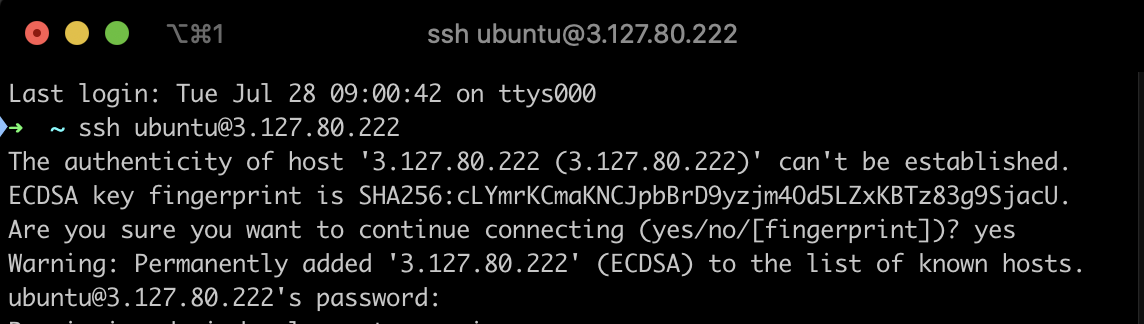 ⌥⌘1
ssh ubuntu@3.127.80.222
Last login: Tue Jul 28 09:00:42 on ttys000
➜ ~ ssh ubuntu@3.127.80.222
The authenticity of host '3.127.80.222 (3.127.80.222)' can't be established.
ECDSA key fingerprint is SHA256:cLYmrKCmaKNCJpbBrD9yzjm4Od5LZxKBTz83g9SjacU.
Are you sure you want to continue connecting (yes/no/[fingerprint])? yes
Warning: Permanently added '3.127.80.222' (ECDSA) to the list of known hosts.
ubuntu@3.127.80.222's password: